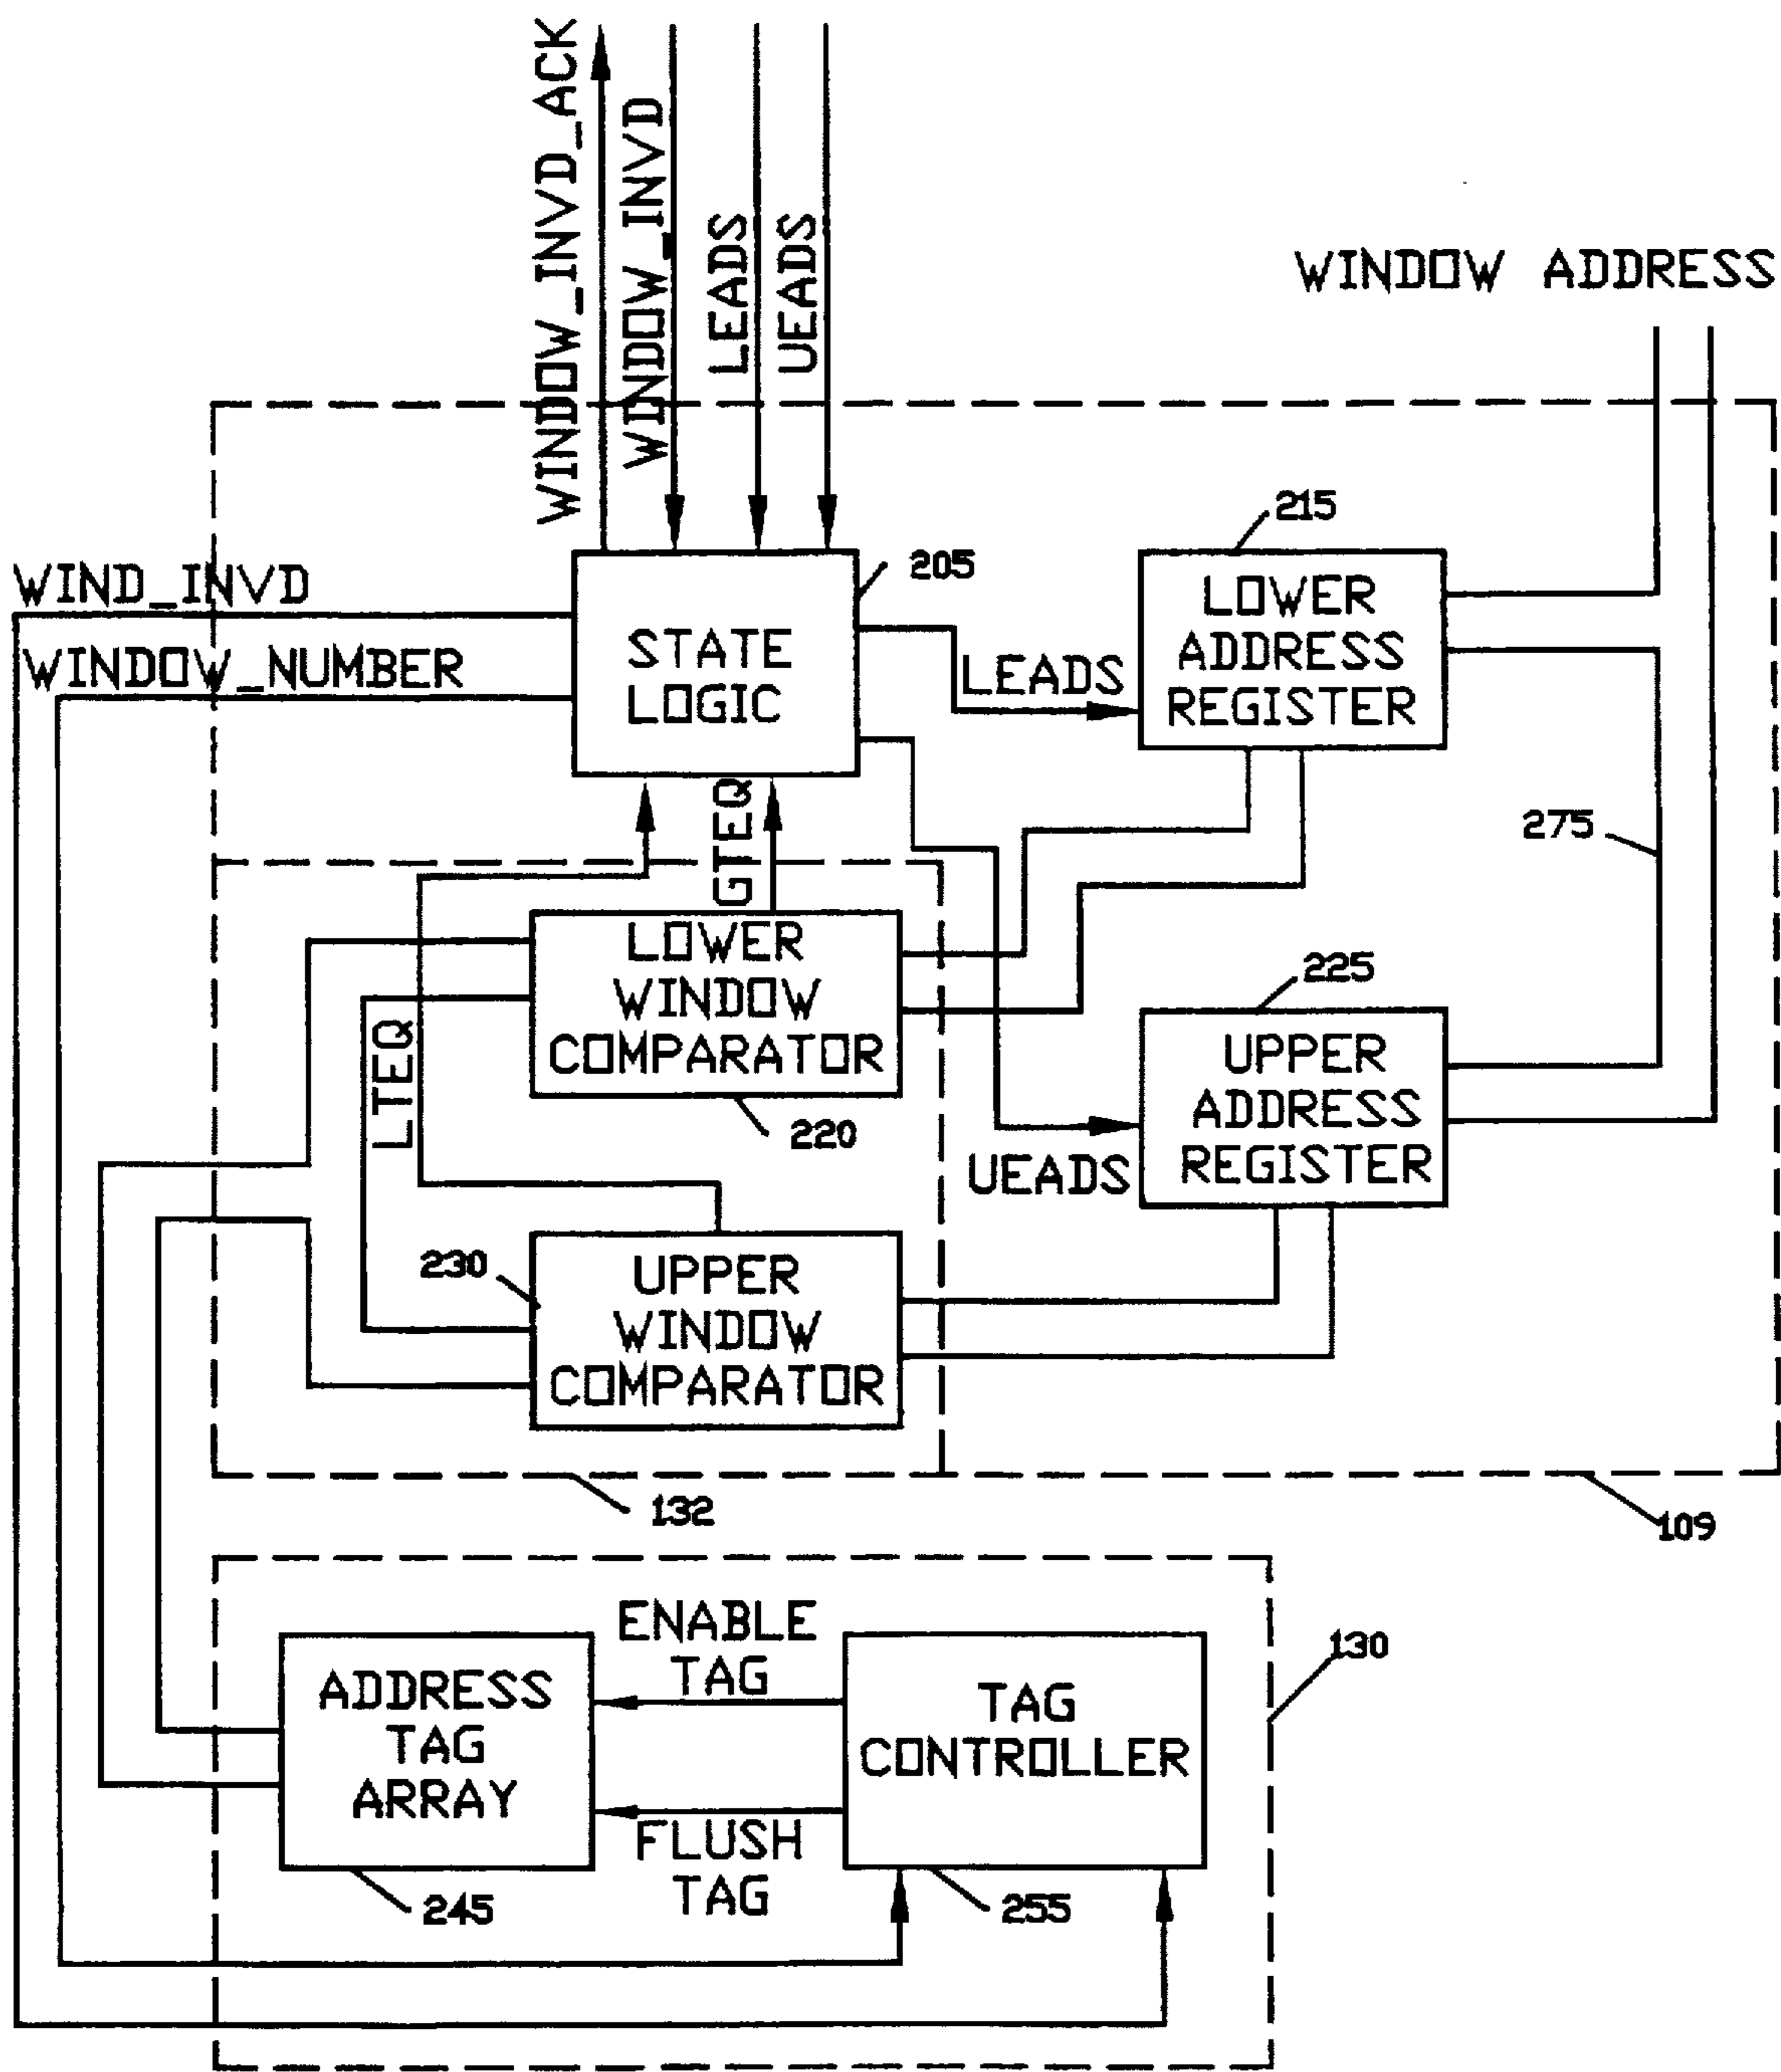 WINDOW_INVD_ACK
WINDOW_INVD
LEADS
UEADS
WINDOW ADDRESS
215
205
WIND_INVD
WINDOW_NUMBER
STATE
LOGIC
LOWER
ADDRESS
REGISTER
LEADS
GTEQ
275
LOWER
WINDOW
COMPARATOR
220
LTEQ
225
UPPER
ADDRESS
REGISTER
UEADS
230
UPPER
WINDOW
COMPARATOR
132
109
ENABLE
TAG
130
ADDRESS
TAG
ARRAY
TAG
CONTROLLER
FLUSH
TAG
245
255